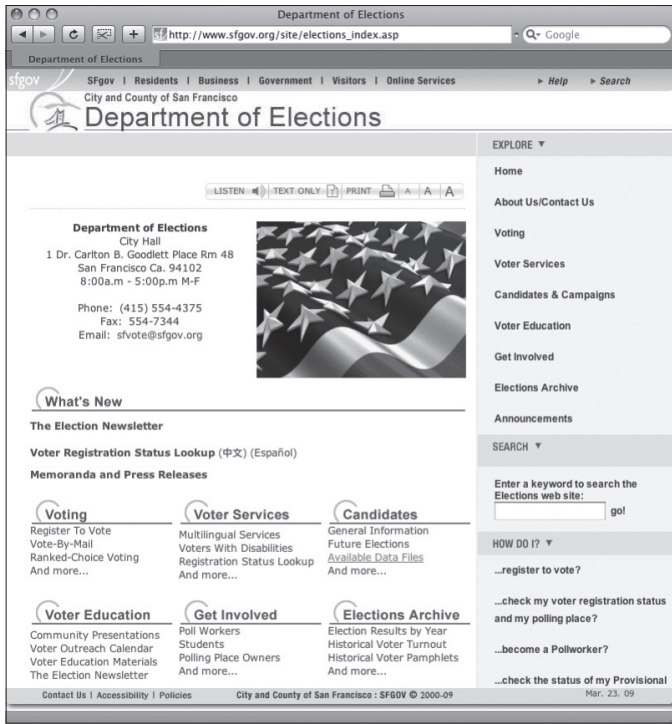 Department of Elections
http://www.sfgov.org/site/elections_index.asp
Google
Department of Elections
sfgov
SFgov | Residents | Business | Government | Visitors | Online Services
Help
Search
City and County of San Francisco
Department of Elections
LISTEN
TEXT ONLY
PRINT
A A A
Department of Elections
City Hall
1 Dr. Carlton B. Goodlett Place Rm 48
San Francisco Ca. 94102
8:00a.m - 5:00p.m M-F
Phone: (415) 554-4375
Fax: 554-7344
Email: sfvote@sfgov.org
What's New
The Election Newsletter
Voter Registration Status Lookup (中文) (Español)
Memoranda and Press Releases
Voting
Register To Vote
Vote-By-Mail
Ranked-Choice Voting
And more...
Voter Services
Multilingual Services
Voters With Disabilities
Registration Status Lookup
And more...
Candidates
General Information
Future Elections
Available Data Files
And more...
Voter Education
Community Presentations
Voter Outreach Calendar
Voter Education Materials
The Election Newsletter
Get Involved
Poll Workers
Students
Polling Place Owners
And more...
Elections Archive
Election Results by Year
Historical Voter Turnout
Historical Voter Pamphlets
And more...
EXPLORE
Home
About Us/Contact Us
Voting
Voter Services
Candidates & Campaigns
Voter Education
Get Involved
Elections Archive
Announcements
SEARCH
Enter a keyword to search the
Elections web site:
go!
HOW DO I?
...register to vote?
...check my voter registration status
and my polling place?
...become a Pollworker?
...check the status of my Provisional
Contact Us | Accessibility | Policies
City and County of San Francisco : SFGOV © 2000-09
Mar. 23. 09